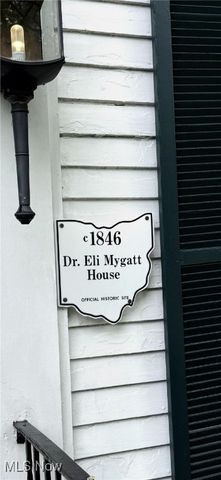 c1846
Dr. Eli Mygatt
House
OFFICIAL HISTORIC SITE
MLS Now